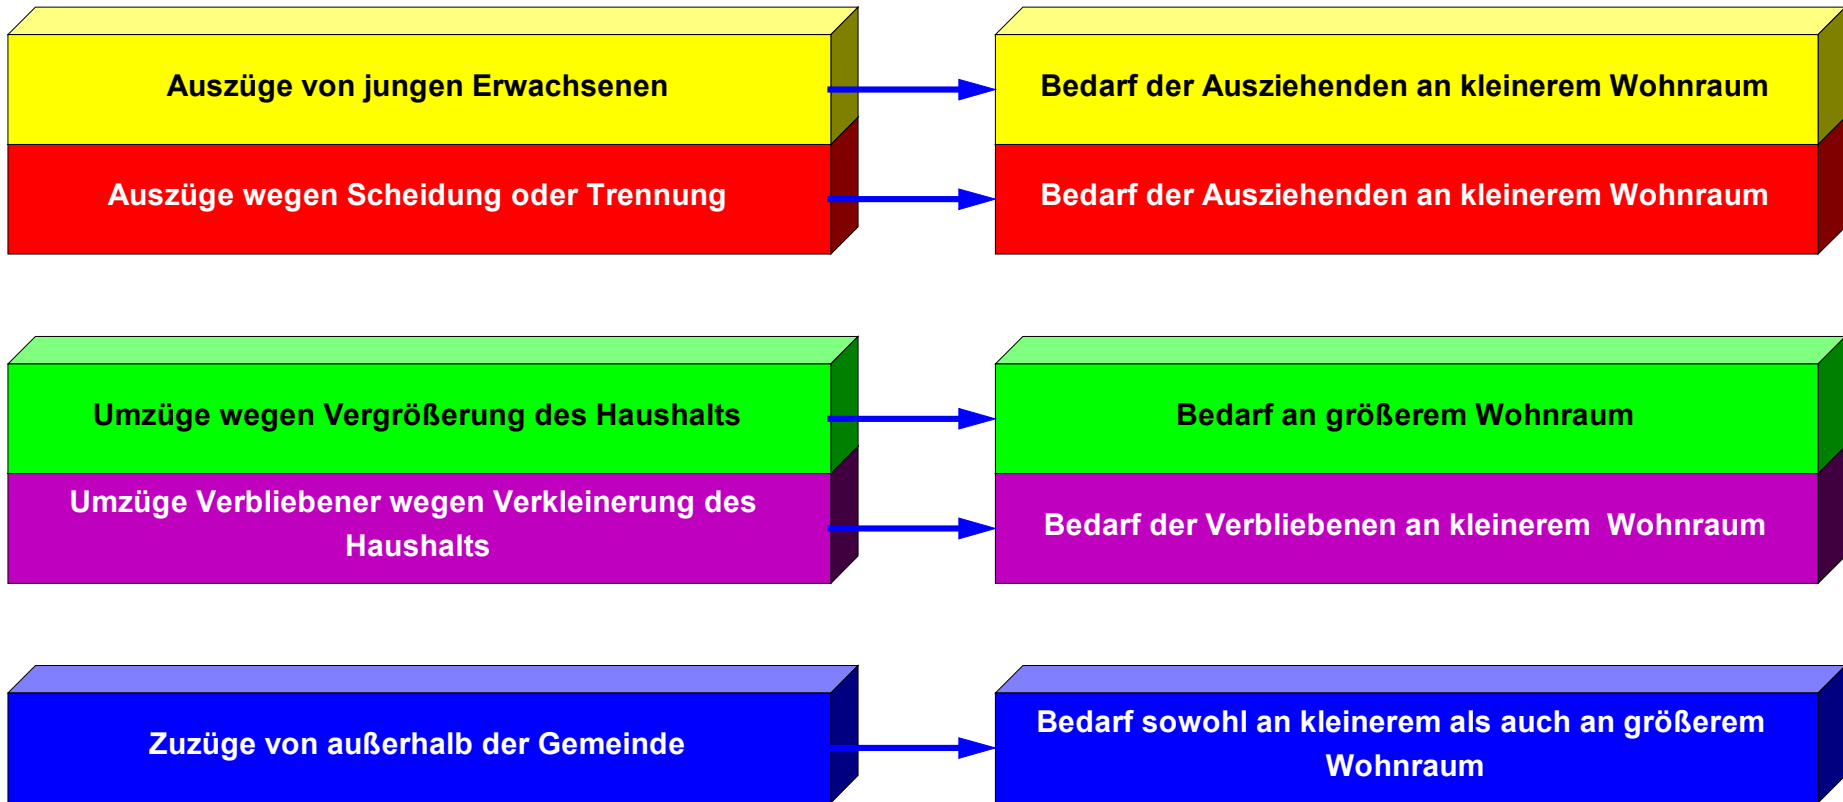 Auszüge von jungen Erwachsenen
Bedarf der Ausziehenden an kleinerem Wohnraum
Auszüge wegen Scheidung oder Trennung
Bedarf der Ausziehenden an kleinerem Wohnraum
Umzüge wegen Vergrößerung des Haushalts
Bedarf an größerem Wohnraum
Umzüge Verbliebener wegen Verkleinerung des
Haushalts
Bedarf der Verbliebenen an kleinerem Wohnraum
Zuzüge von außerhalb der Gemeinde
Bedarf sowohl an kleinerem als auch an größerem
Wohnraum